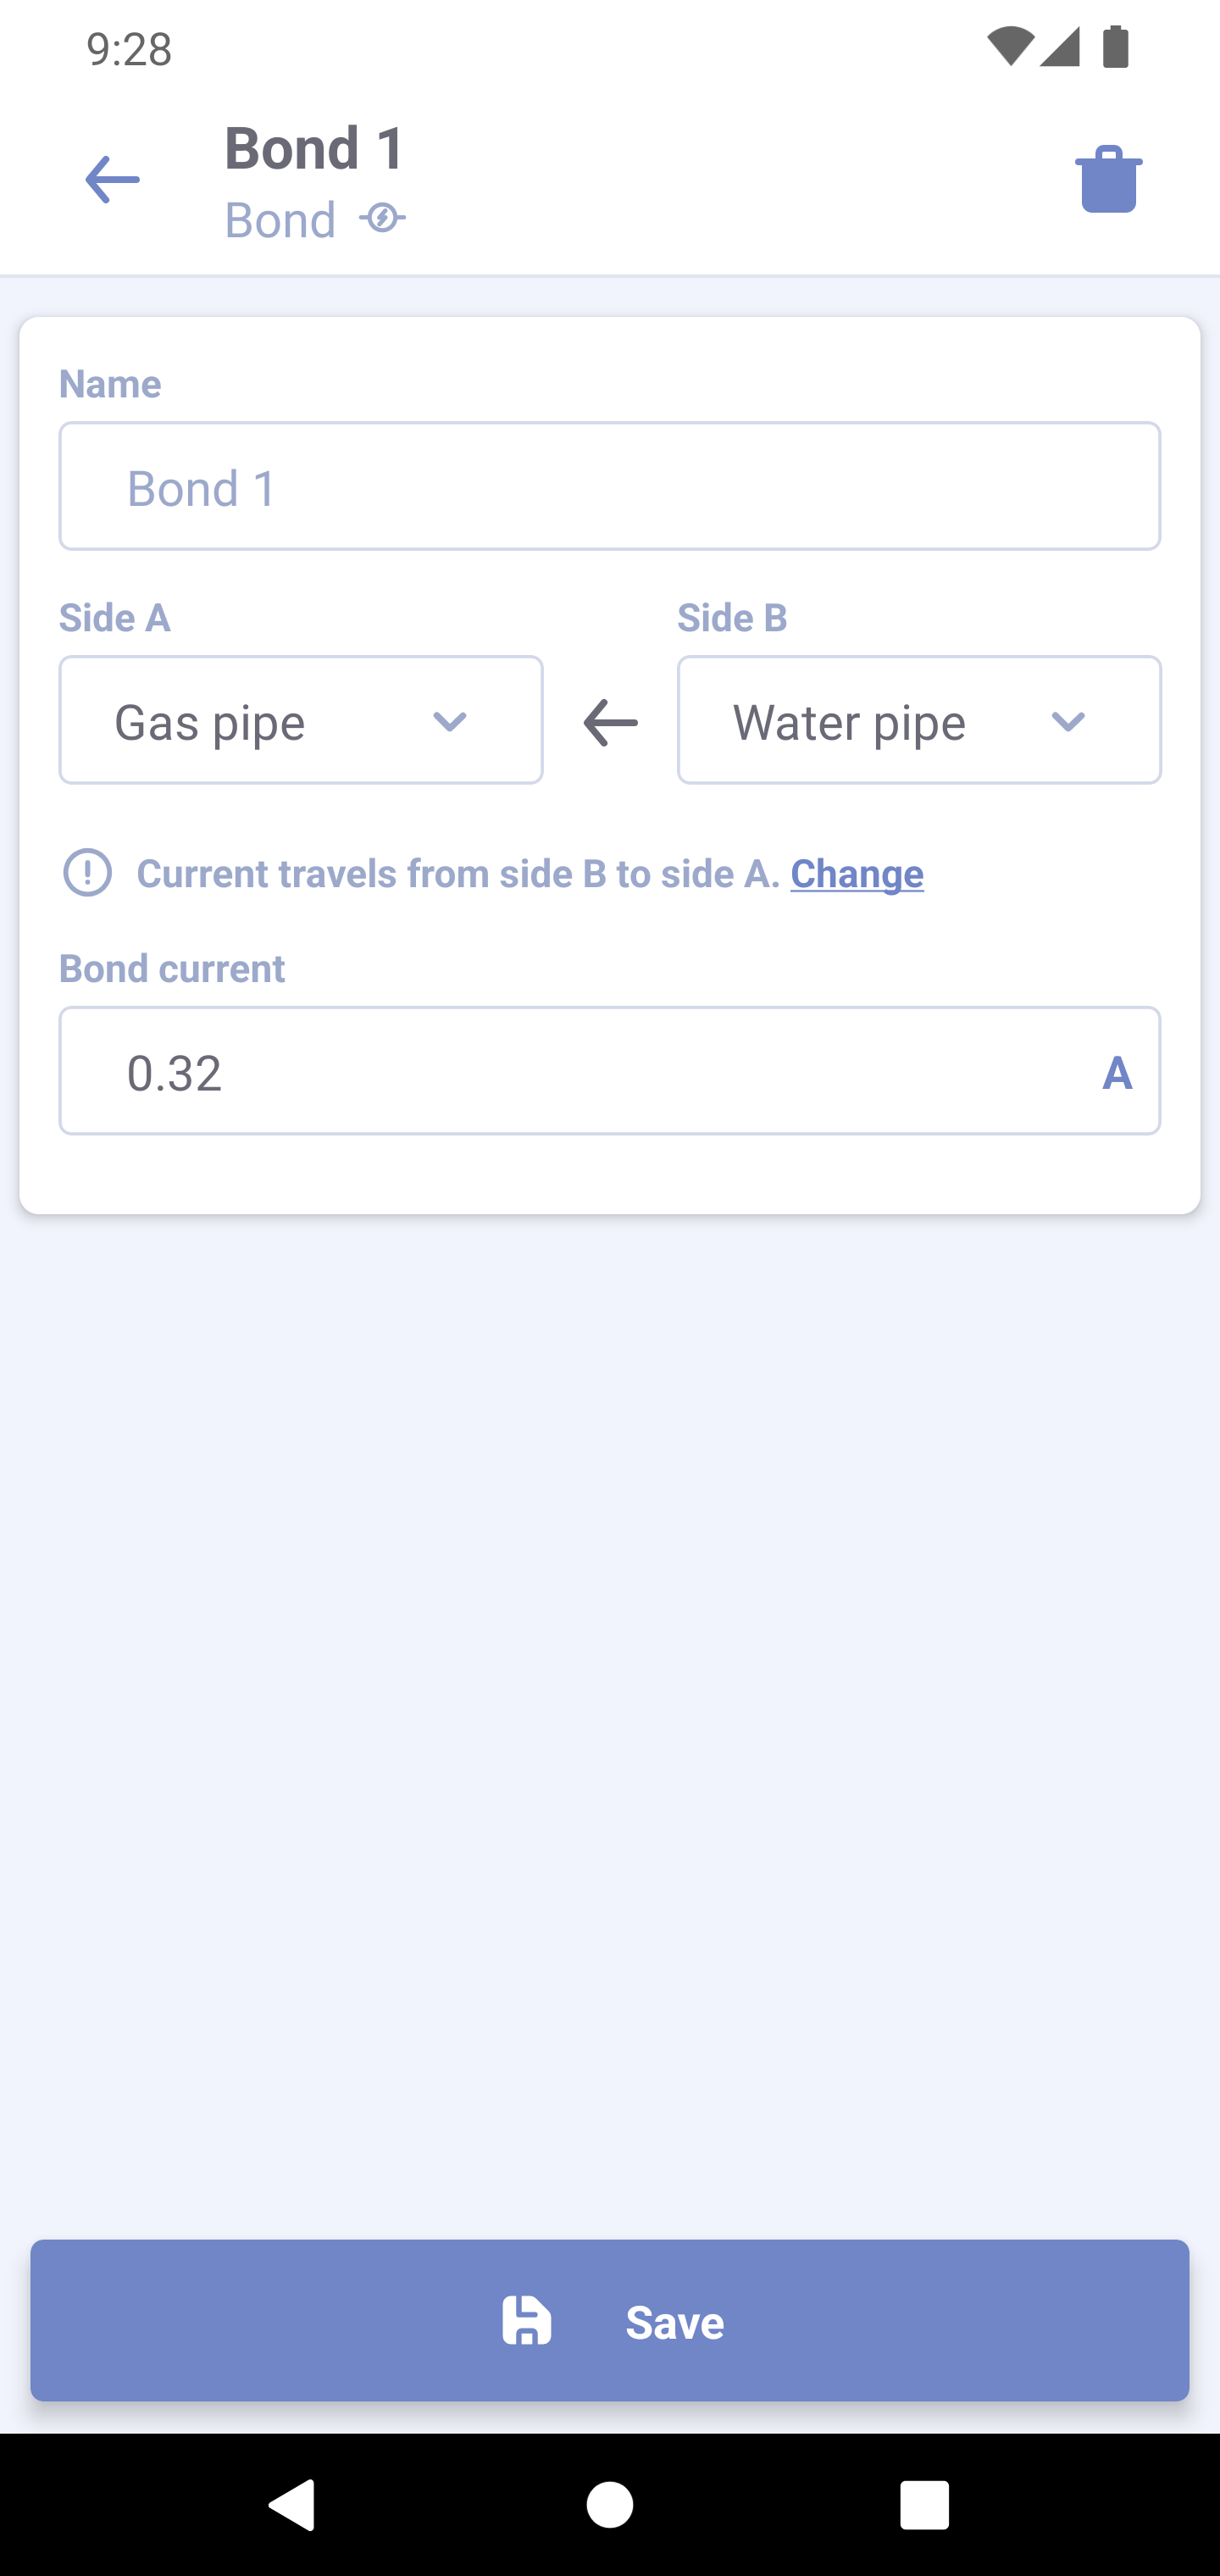 9:28
Bond 1
Bond
Name
Bond 1
Side A Side B
Gas pipe Water pipe
Current travels from side B to side A. Change
Bond current
0.32 A
Save